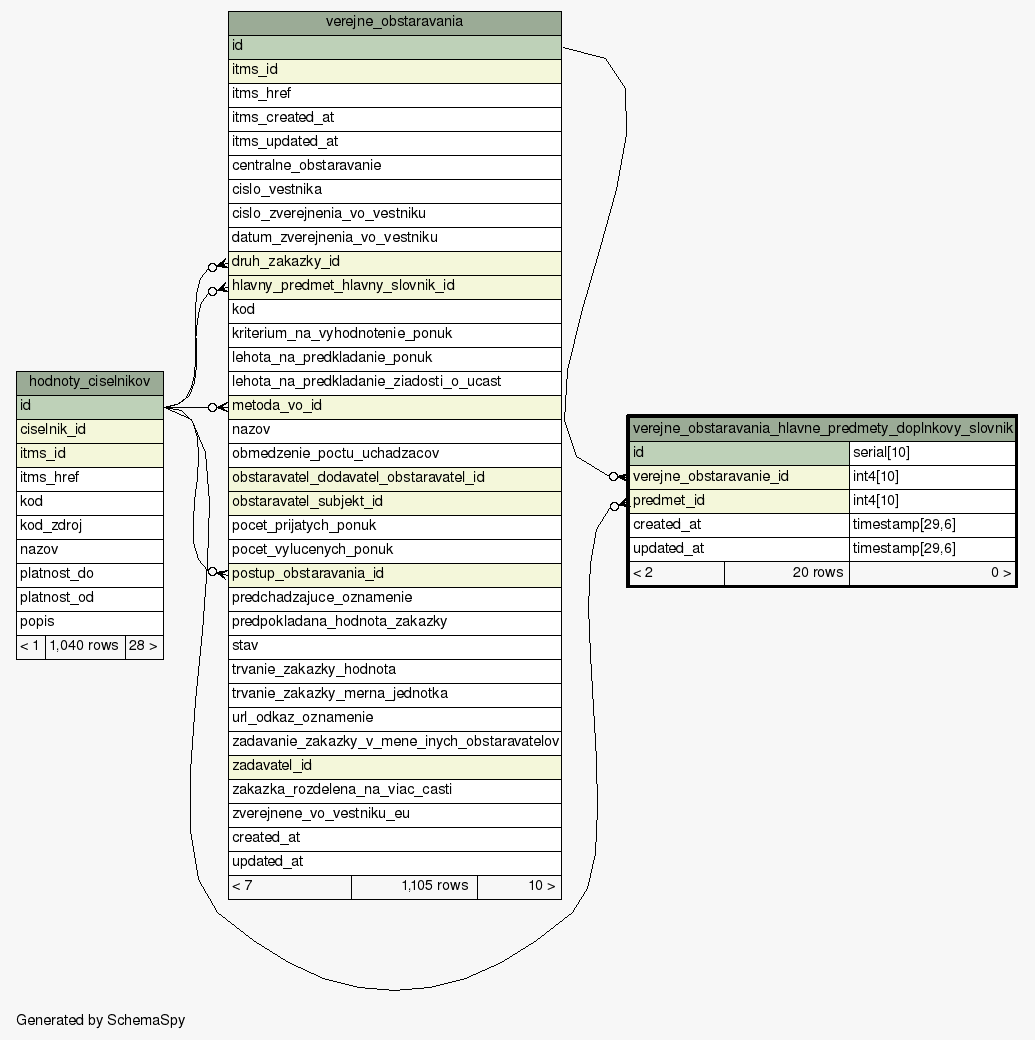 verejne_obstaravania
id
itms_id
itms_href
itms_created_at
itms_updated_at
centralne_obstaravanie
cislo_vestnika
cislo_zverejnenia_vo_vestniku
datum_zverejnenia_vo_vestniku
druh_zakazky_id
hlavny_predmet_hlavny_slovnik_id
kod
kriterium_na_vyhodnotenie_ponuk
lehota_na_predkladanie_ponuk
lehota_na_predkladanie_ziadosti_o_ucast
metoda_vo_id
nazov
obmedzenie_poctu_uchadzacov
obstaravatel_dodavatel_obstaravatel_id
obstaravatel_subjekt_id
pocet_prijatych_ponuk
pocet_vylucenych_ponuk
postup_obstaravania_id
predchadzajuce_oznamenie
predpokladana_hodnota_zakazky
stav
trvanie_zakazky_hodnota
trvanie_zakazky_merna_jednotka
url_odkaz_oznamenie
zadavanie_zakazky_v_mene_inych_obstaravatelov
zadavatel_id
zakazka_rozdelena_na_viac_casti
zverejnene_vo_vestniku_eu
created_at
updated_at
< 7 1,105 rows 10 >
hodnoty_ciselnikov
id
ciselnik_id
itms_id
itms_href
kod
kod_zdroj
nazov
platnost_do
platnost_od
popis
< 1 1,040 rows 28 >
verejne_obstaravania_hlavne_predmety_doplnkovy_slovnik
id serial[10]
verejne_obstaravanie_id int4[10]
predmet_id int4[10]
created_at timestamp[29,6]
updated_at timestamp[29,6]
< 2 20 rows 0 >
Generated by SchemaSpy